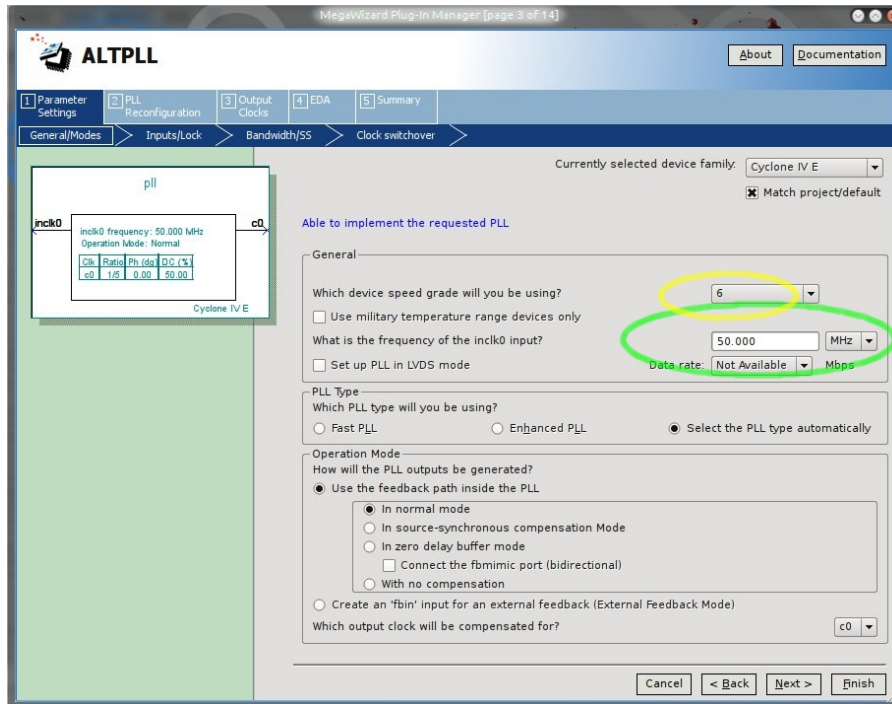 MegaWizard Plug-In Manager [page 3 of 14]
ALTPLL
About
Documentation
1 Parameter Settings
2 PLL Reconfiguration
3 Output Clocks
4 EDA
5 Summary
General/Modes
Inputs/Lock
Bandwidth/SS
Clock switchover
pll
inclk0
c0
inclk0 frequency: 50.000 MHz
Operation Mode: Normal
Clk Ratio Ph (dg) DC (%)
c0 1/5 0.00 50.00
Cyclone IV E
Currently selected device family:
Cyclone IV E
Match project/default
Able to implement the requested PLL
General
Which device speed grade will you be using?
6
Use military temperature range devices only
What is the frequency of the inclk0 input?
50.000
MHz
Set up PLL in LVDS mode
Data rate: Not Available Mbps
PLL Type
Which PLL type will you be using?
Fast PLL
Enhanced PLL
Select the PLL type automatically
Operation Mode
How will the PLL outputs be generated?
Use the feedback path inside the PLL
In normal mode
In source-synchronous compensation Mode
In zero delay buffer mode
Connect the fbmimic port (bidirectional)
With no compensation
Create an 'fbin' input for an external feedback (External Feedback Mode)
Which output clock will be compensated for?
c0
Cancel
< Back
Next >
Finish